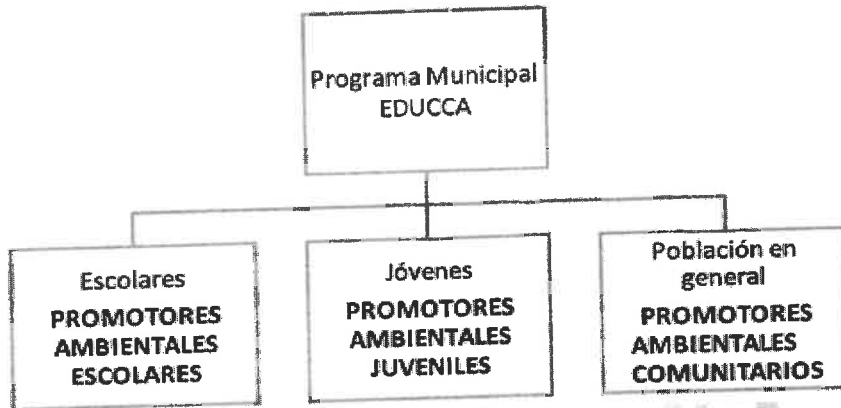 Programa Municipal
EDUCCA
Escolares
PROMOTORES
AMBIENTALES
ESCOLARES
Jóvenes
PROMOTORES
AMBIENTALES
JUVENILES
Población en
general
PROMOTORES
AMBIENTALES
COMUNITARIOS